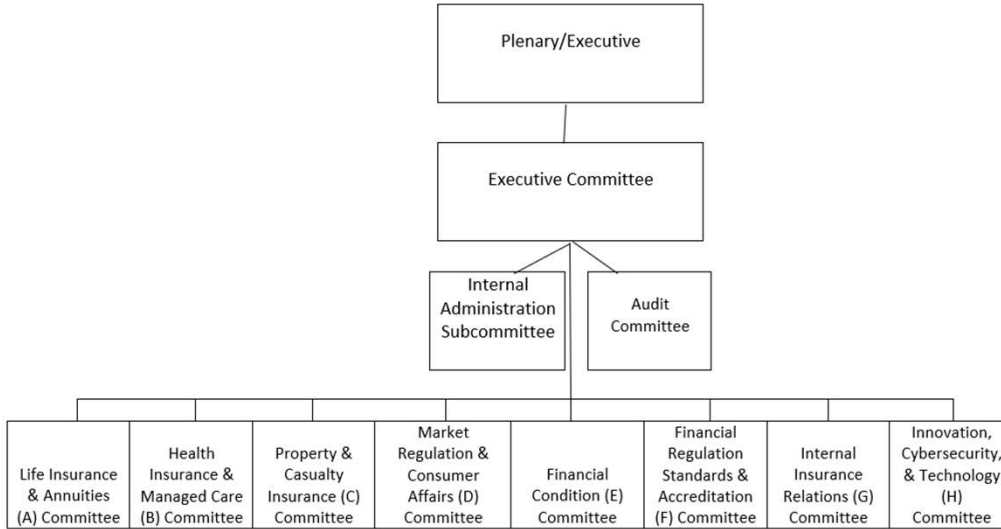 Plenary/Executive
Executive Committee
Internal
Administration
Subcommittee
Audit
Committee
Life Insurance
& Annuities
(A) Committee
Health
Insurance &
Managed Care
(B) Committee
Property &
Casualty
Insurance (C)
Committee
Market
Regulation &
Consumer
Affairs (D)
Committee
Financial
Condition (E)
Committee
Financial
Regulation
Standards &
Accreditation
(F) Committee
Internal
Insurance
Relations (G)
Committee
Innovation,
Cybersecurity,
& Technology
(H)
Committee